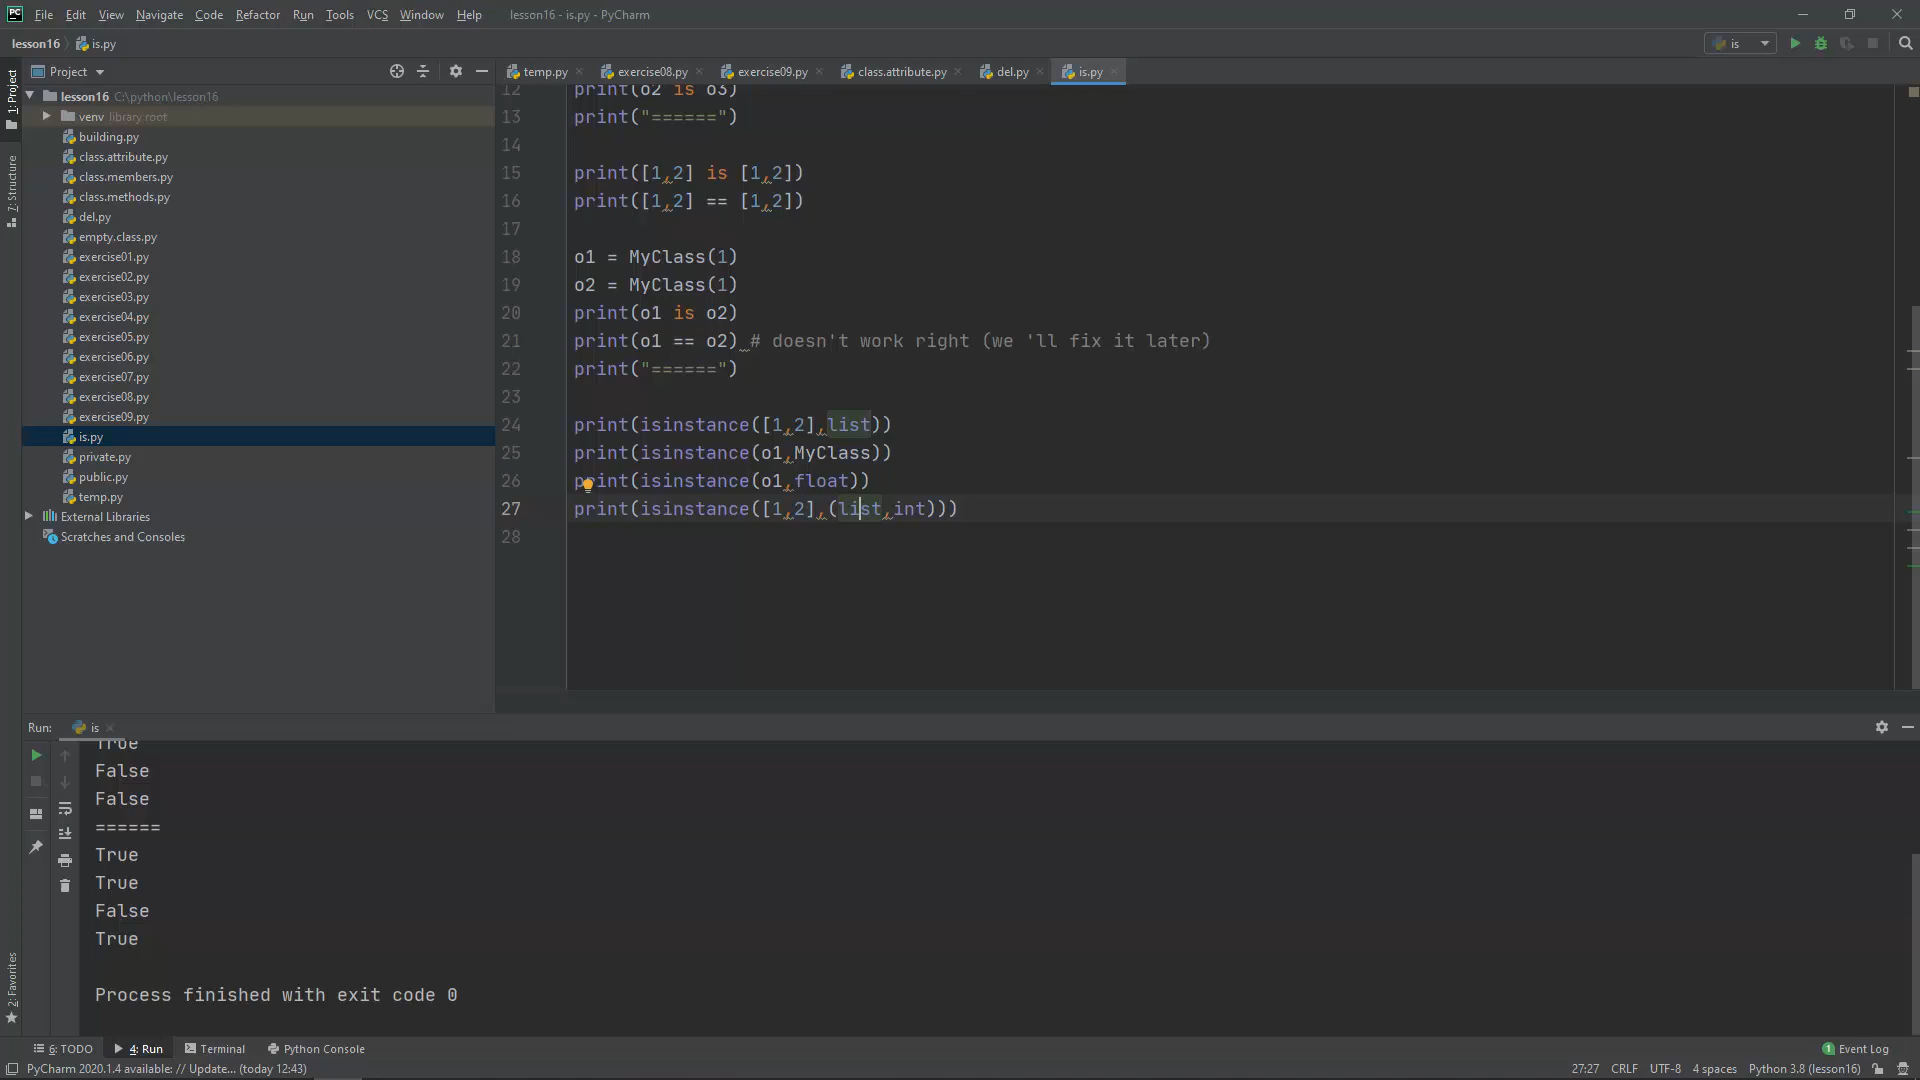 PC File Edit View Navigate Code Refactor Run Tools VCS Window Help lesson16 - is.py - PyCharm
lesson16 is.py is
1: Project
7: Structure
2: Favorites
Project
temp.py exercise08.py exercise09.py class.attribute.py del.py is.py
lesson16 C:\python\lesson16
venv library root
building.py
class.attribute.py
class.members.py
class.methods.py
del.py
empty.class.py
exercise01.py
exercise02.py
exercise03.py
exercise04.py
exercise05.py
exercise06.py
exercise07.py
exercise08.py
exercise09.py
is.py
private.py
public.py
temp.py
External Libraries
Scratches and Consoles
12 print(o2 is o3)
13 print("======")
14
15 print([1,2] is [1,2])
16 print([1,2] == [1,2])
17
18 o1 = MyClass(1)
19 o2 = MyClass(1)
20 print(o1 is o2)
21 print(o1 == o2) # doesn't work right (we 'll fix it later)
22 print("======")
23
24 print(isinstance([1,2],list))
25 print(isinstance(o1,MyClass))
26 print(isinstance(o1,float))
27 print(isinstance([1,2],(list,int)))
28
Run: is
True
False
False
======
True
True
False
True
Process finished with exit code 0
6: TODO 4: Run Terminal Python Console 1 Event Log
PyCharm 2020.1.4 available: // Update... (today 12:43) 27:27 CRLF UTF-8 4 spaces Python 3.8 (lesson16)